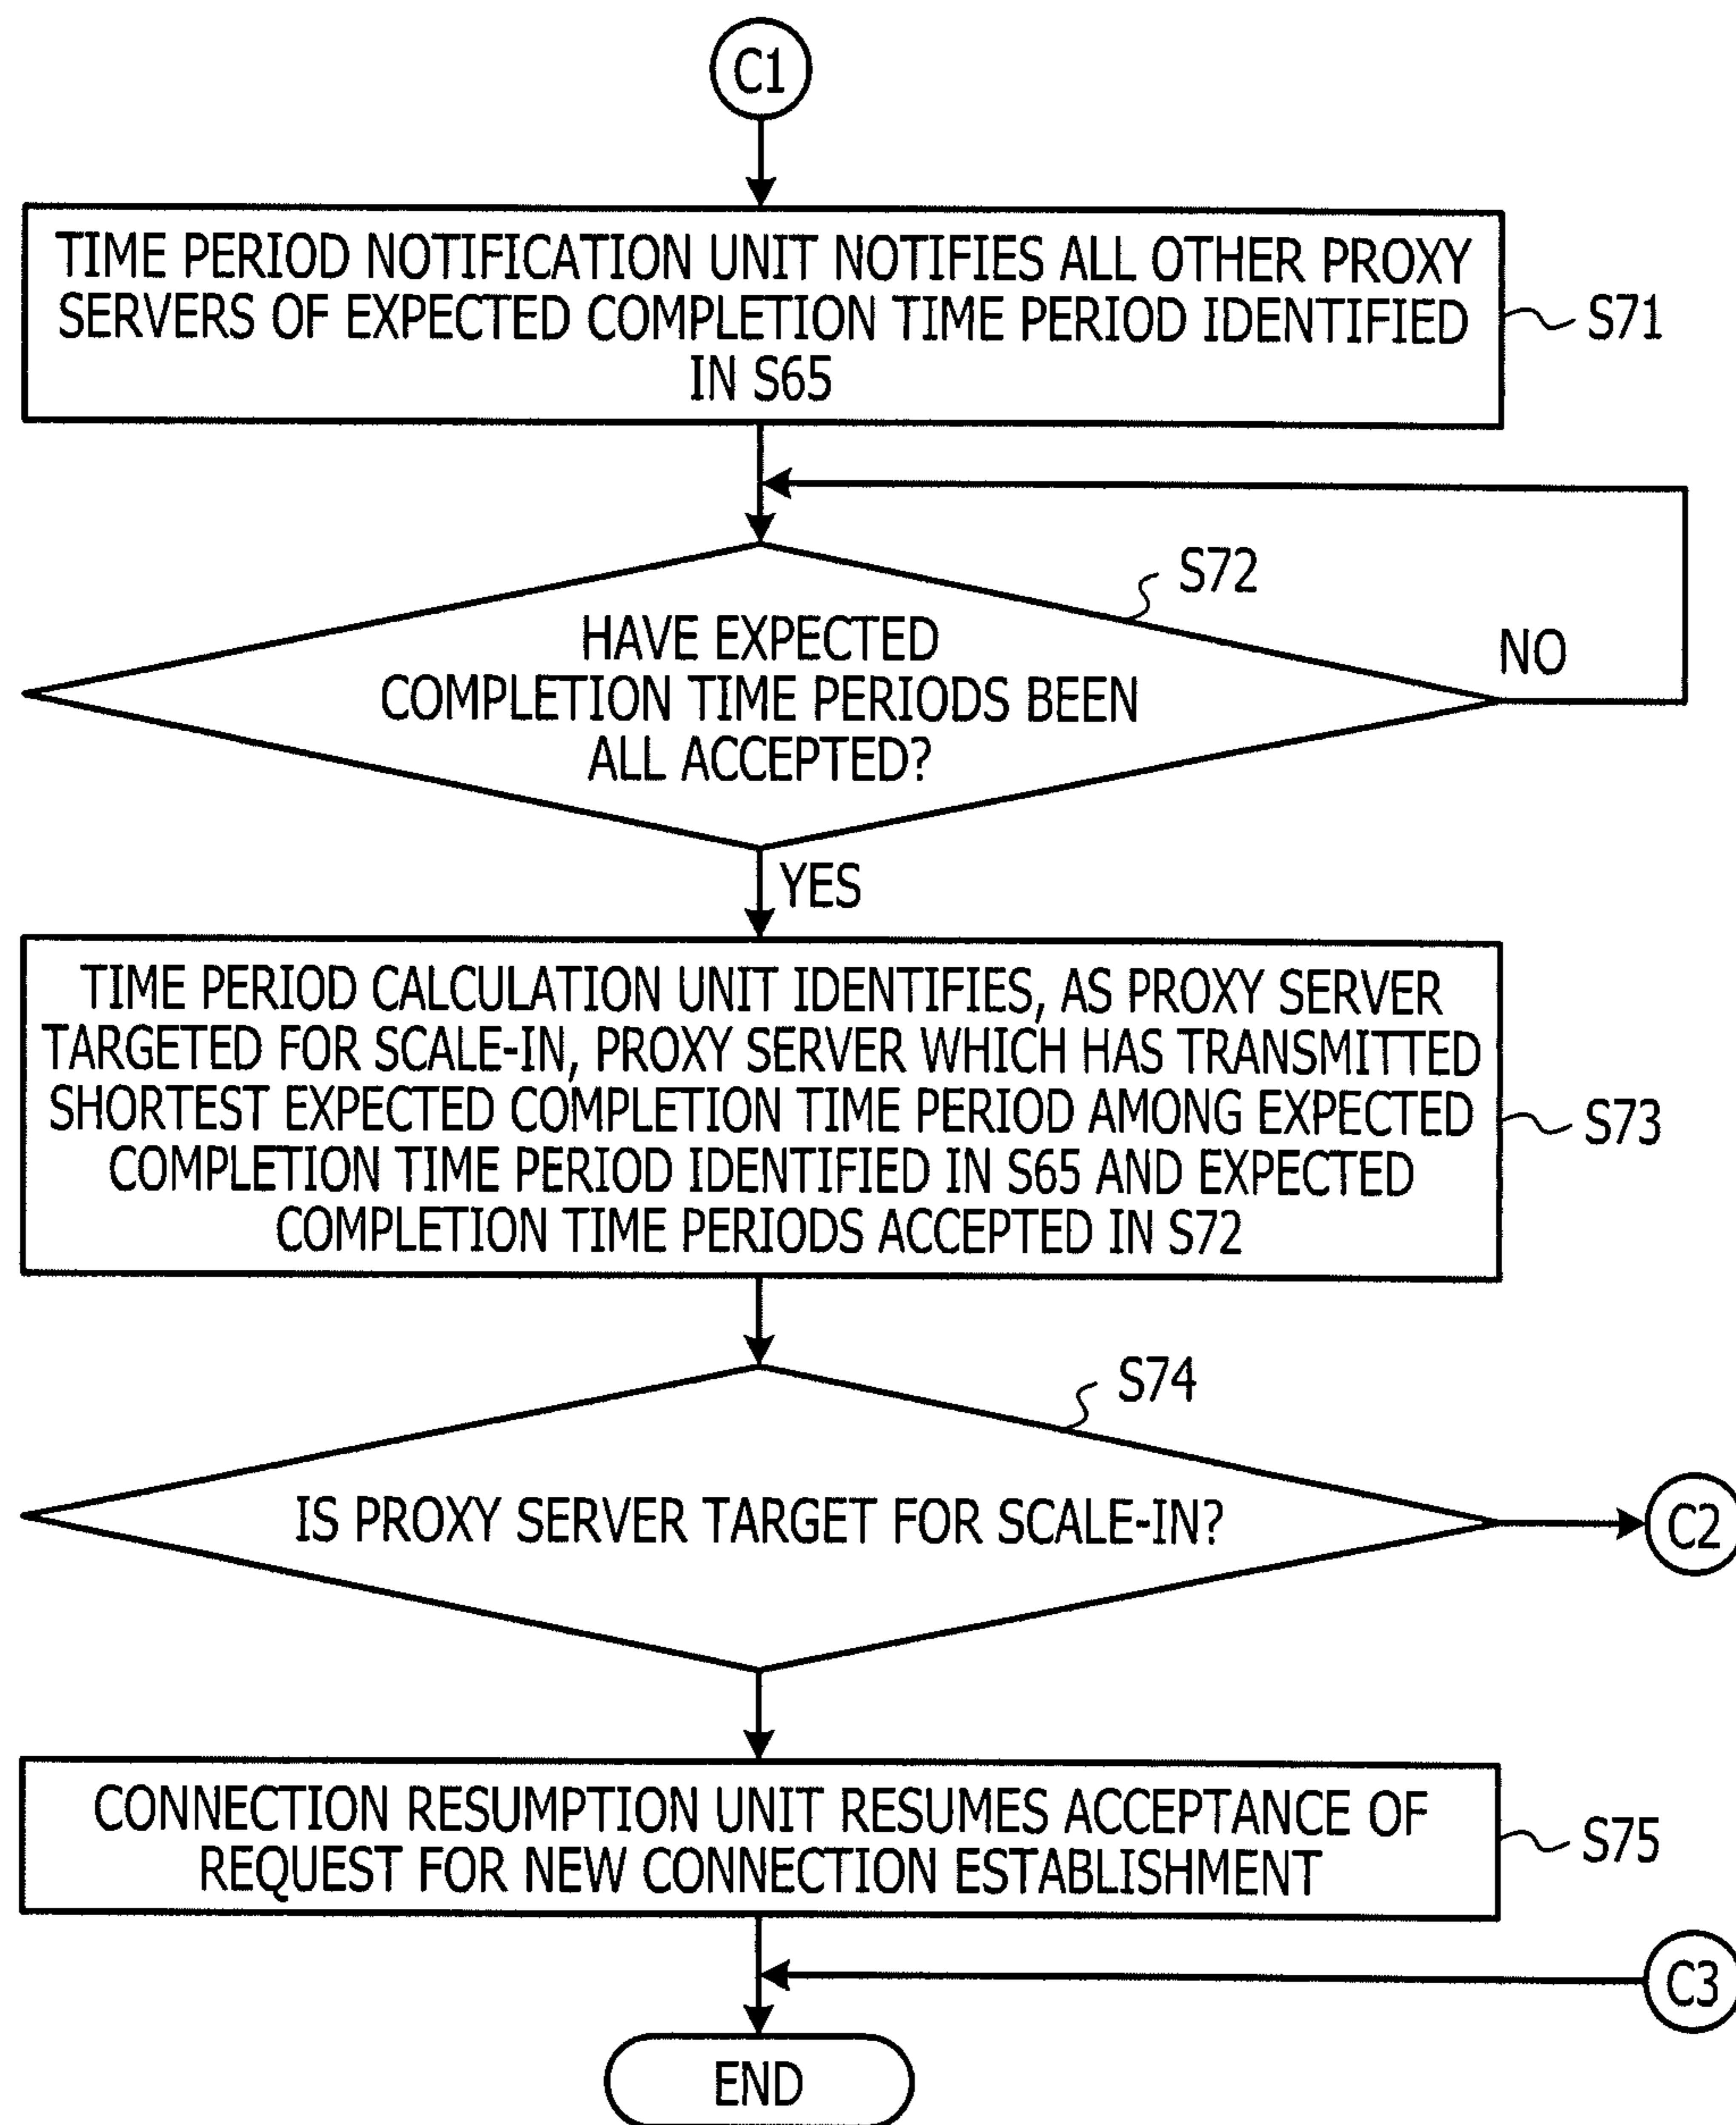 C1
TIME PERIOD NOTIFICATION UNIT NOTIFIES ALL OTHER PROXY
SERVERS OF EXPECTED COMPLETION TIME PERIOD IDENTIFIED
IN S65
S71
S72
HAVE EXPECTED
COMPLETION TIME PERIODS BEEN
ALL ACCEPTED?
NO
YES
TIME PERIOD CALCULATION UNIT IDENTIFIES, AS PROXY SERVER
TARGETED FOR SCALE-IN, PROXY SERVER WHICH HAS TRANSMITTED
SHORTEST EXPECTED COMPLETION TIME PERIOD AMONG EXPECTED
COMPLETION TIME PERIOD IDENTIFIED IN S65 AND EXPECTED
COMPLETION TIME PERIODS ACCEPTED IN S72
S73
S74
IS PROXY SERVER TARGET FOR SCALE-IN?
C2
CONNECTION RESUMPTION UNIT RESUMES ACCEPTANCE OF
REQUEST FOR NEW CONNECTION ESTABLISHMENT
S75
C3
END